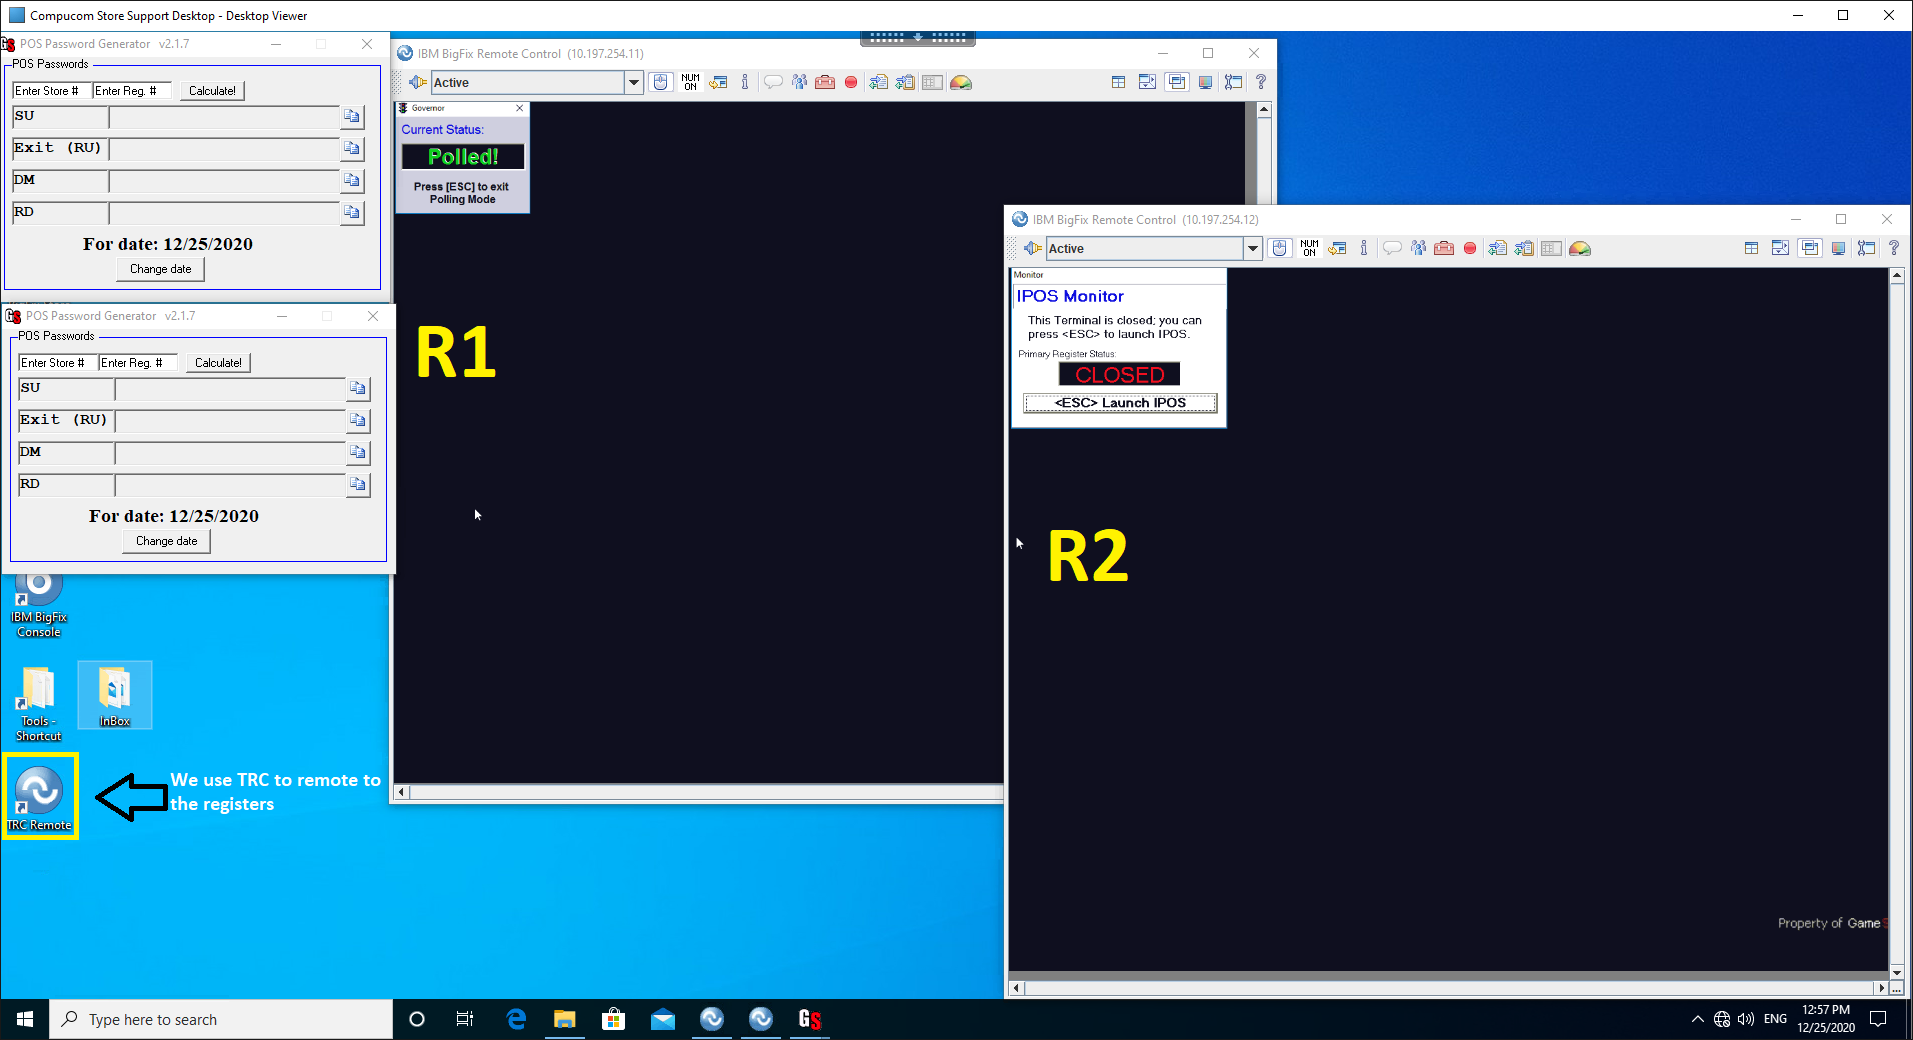 Compucom Store Support Desktop - Desktop Viewer
POS Password Generator v2.1.7
POS Passwords
Enter Store # Enter Reg. # Calculate!
SU
Exit (RU)
DM
RD
For date: 12/25/2020
Change date
POS Password Generator v2.1.7
POS Passwords
Enter Store # Enter Reg. # Calculate!
SU
Exit (RU)
DM
RD
For date: 12/25/2020
Change date
IBM BigFix
Console
Tools -
Shortcut
InBox
TRC Remote
We use TRC to remote to
the registers
IBM BigFix Remote Control (10.197.254.11)
Active
NUM
ON
Governor
Current Status:
Polled!
Press [ESC] to exit
Polling Mode
R1
IBM BigFix Remote Control (10.197.254.12)
Active
NUM
ON
Monitor
IPOS Monitor
This Terminal is closed; you can
press <ESC> to launch IPOS.
Primary Register Status:
CLOSED
<ESC> Launch IPOS
R2
Property of GameS
Type here to search
GS
ENG
12:57 PM
12/25/2020